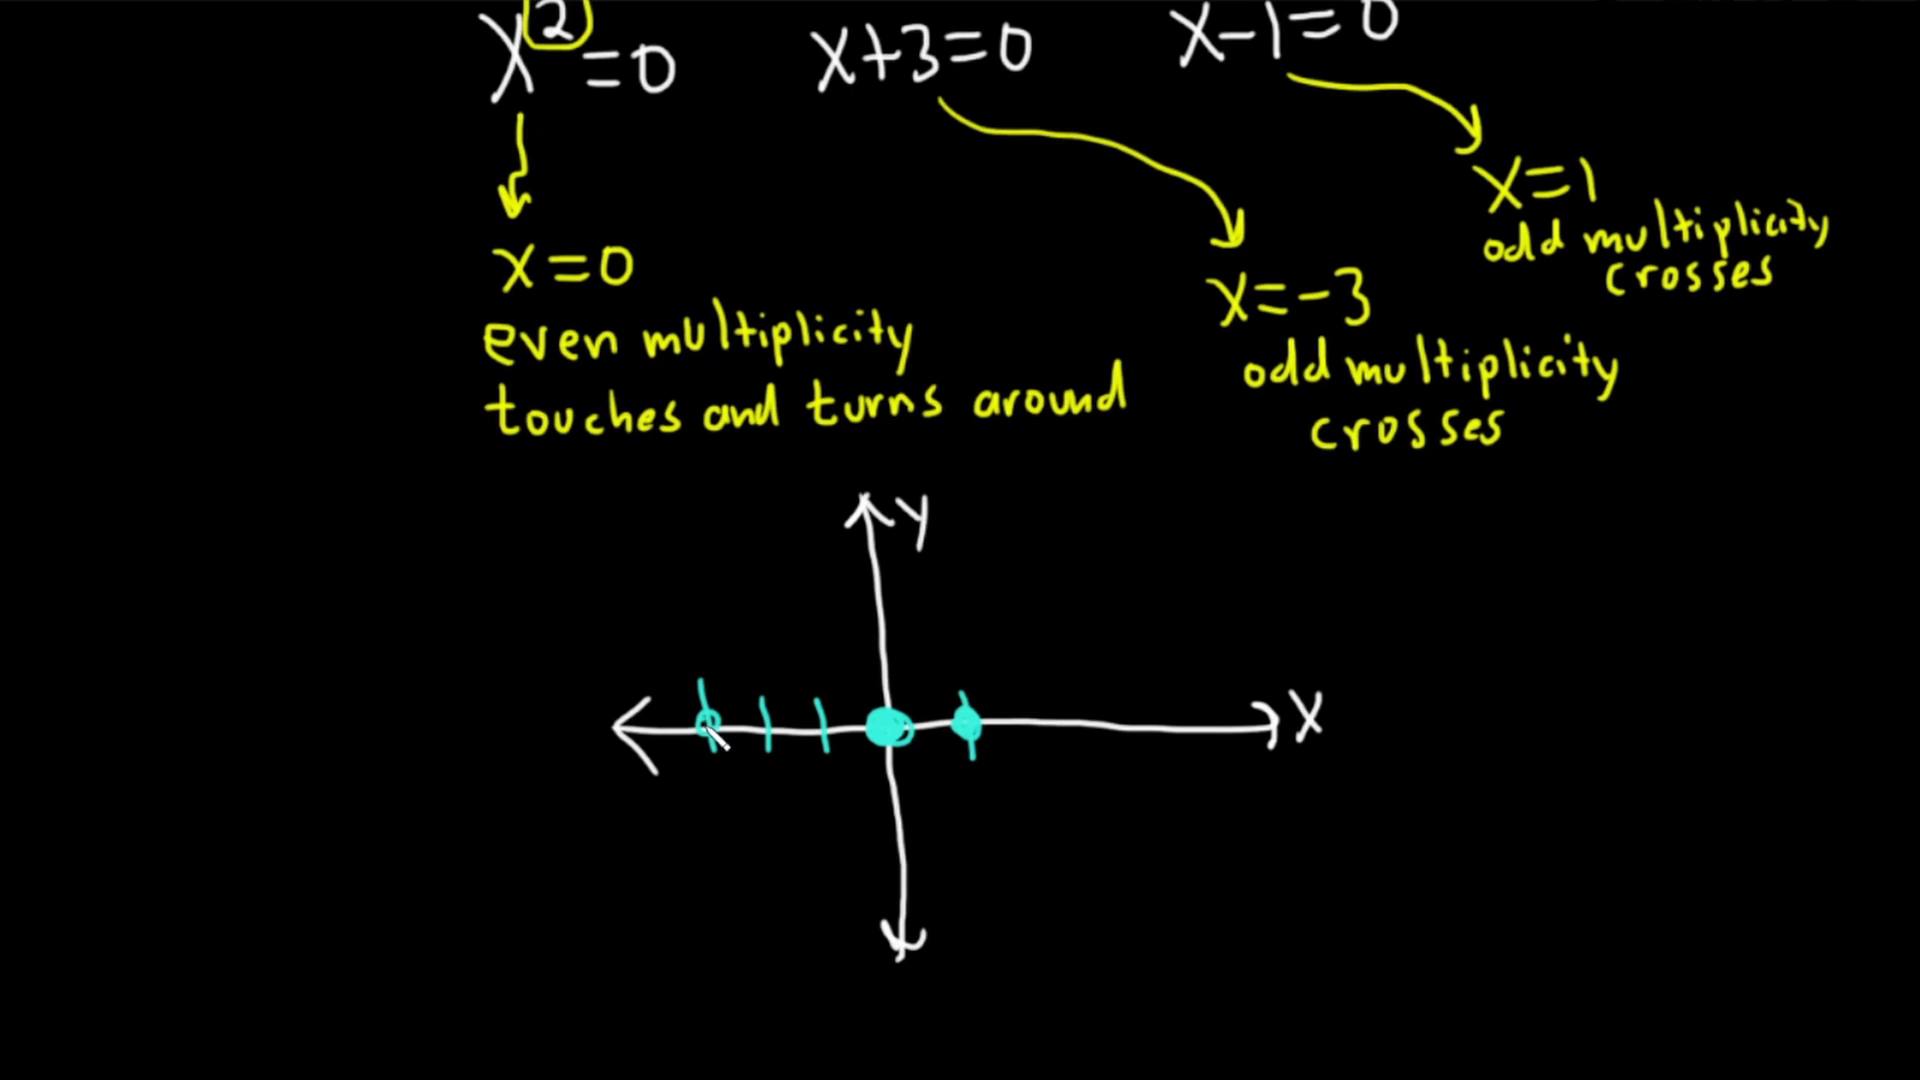 x²=0
x+3=0
x-1=0
x=1
odd multiplicity
crosses
x=0
even multiplicity
touches and turns around
x=-3
odd multiplicity
crosses
y
x